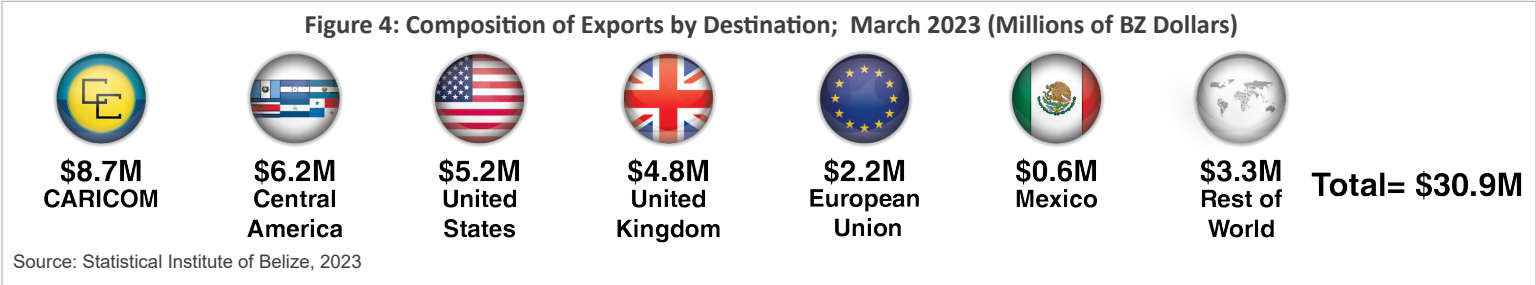 Figure 4: Composition of Exports by Destination; March 2023 (Millions of BZ Dollars)
$8.7M
CARICOM
$6.2M
Central
America
$5.2M
United
States
$4.8M
United
Kingdom
$2.2M
European
Union
$0.6M
Mexico
$3.3M
Rest of
World
Total= $30.9M
Source: Statistical Institute of Belize, 2023